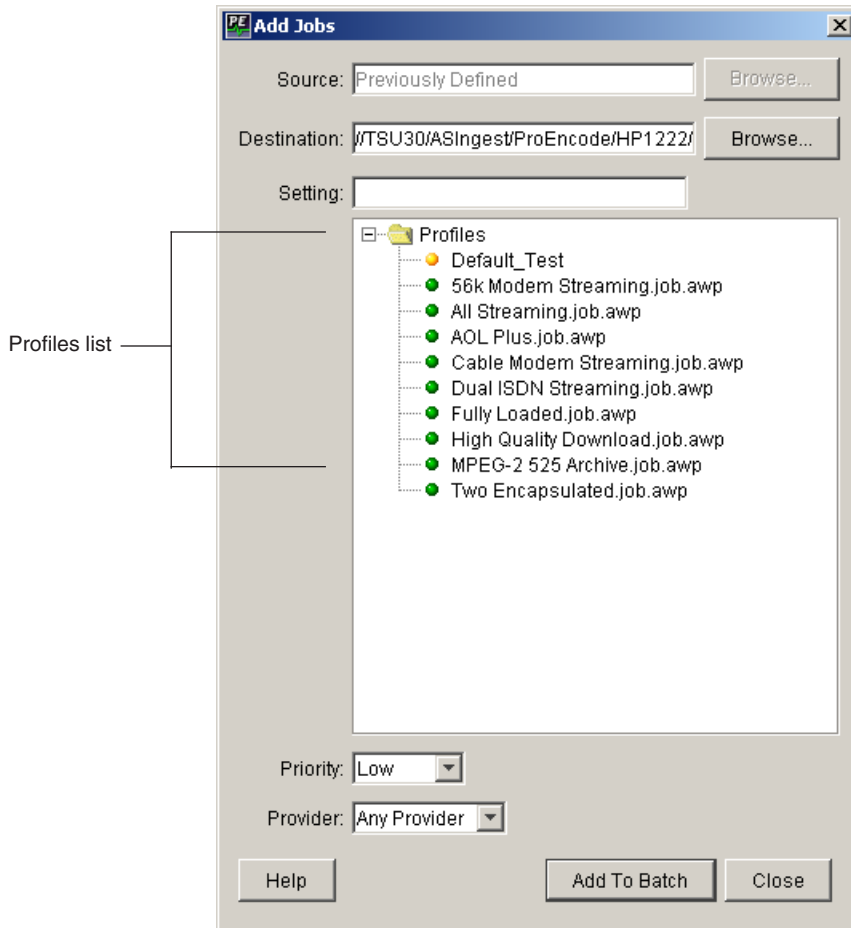 PE Add Jobs
Source: Previously Defined Browse...
Destination: //TSU30/ASIngest/ProEncode/HP1222/ Browse...
Setting:
Profiles
Default_Test
56k Modem Streaming.job.awp
All Streaming.job.awp
AOL Plus.job.awp
Profiles list
Cable Modem Streaming.job.awp
Dual ISDN Streaming.job.awp
Fully Loaded.job.awp
High Quality Download.job.awp
MPEG-2 525 Archive.job.awp
Two Encapsulated.job.awp
Priority: Low
Provider: Any Provider
Help Add To Batch Close